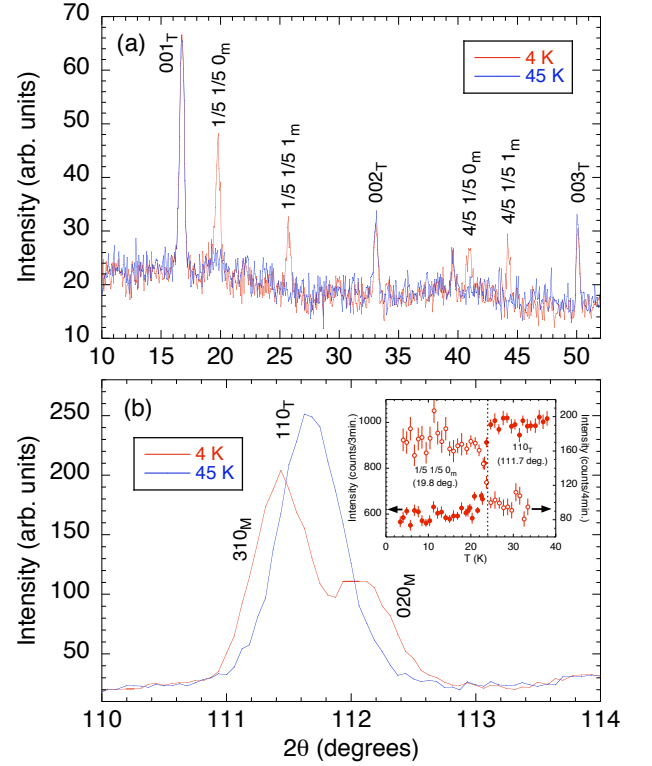 (a)
4 K
45 K
001T
1/5 1/5 0m
1/5 1/5 1m
002T
4/5 1/5 0m
4/5 1/5 1m
003T
Intensity (arb. units)
70
60
50
40
30
20
10
10 15 20 25 30 35 40 45 50
(b)
4 K
45 K
310M
110T
020M
Intensity (arb. units)
250
200
150
100
50
110 111 112 113 114
2θ (degrees)
Intensity (counts/3min.)
1000
800
600
1/5 1/5 0m
(19.8 deg.)
110T
(111.7 deg.)
200
160
120
80
Intensity (counts/4min.)
0 10 20 30 40
T (K)